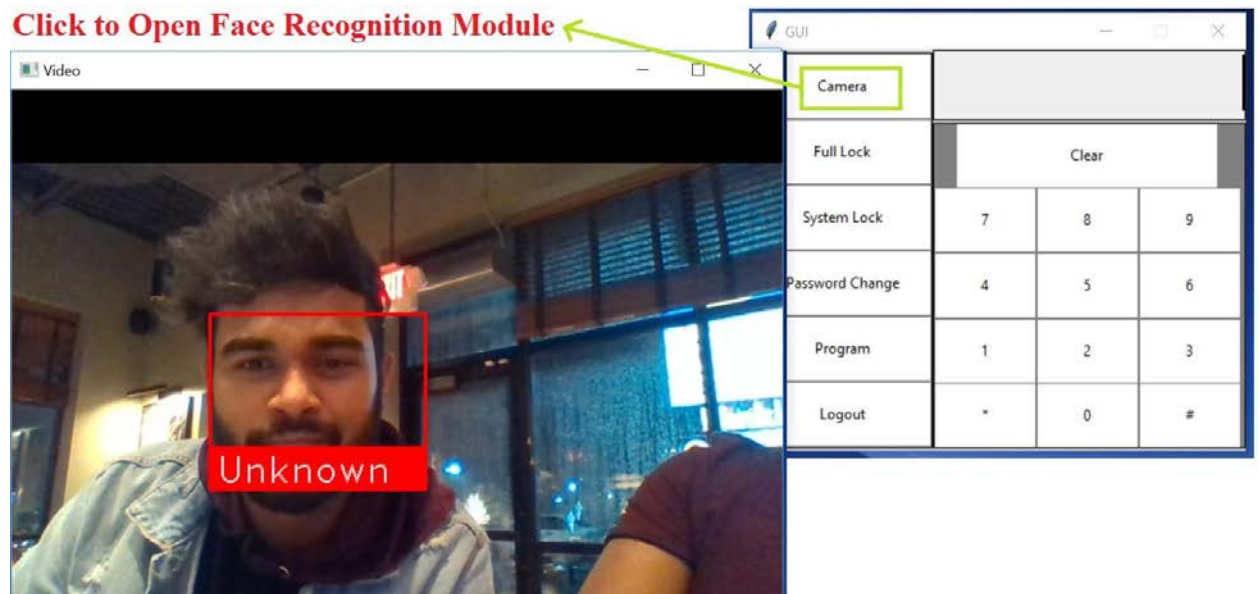 Click to Open Face Recognition Module
GUI
Video
Camera
Full Lock
Clear
System Lock
7 8 9
Password Change
4 5 6
Unknown
Program
1 2 3
Logout
* 0 #